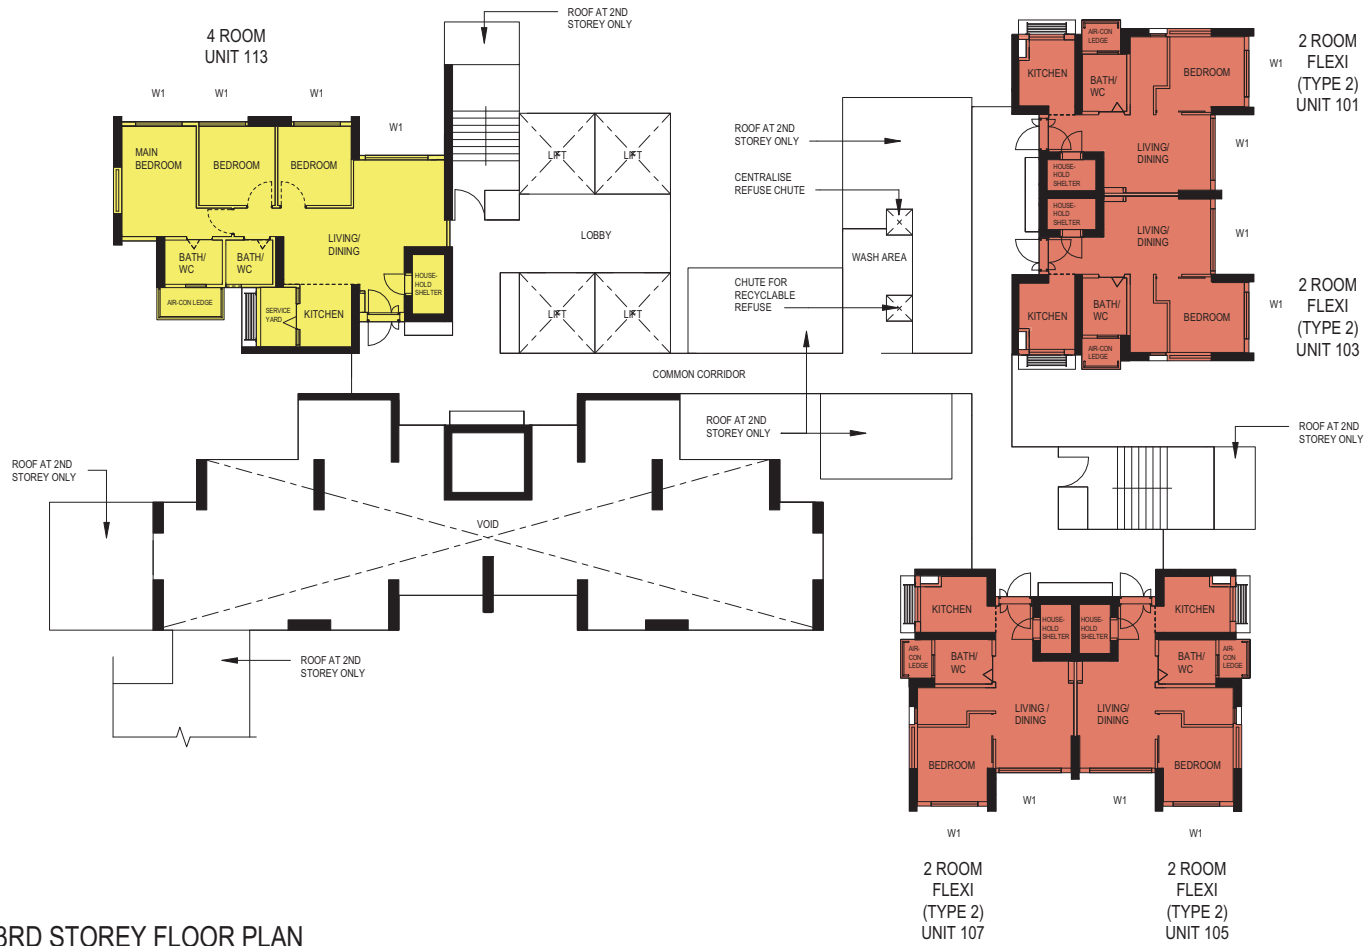 ROOF AT 2ND
STOREY ONLY
4 ROOM
UNIT 113
W1
W1
W1
W1
MAIN
BEDROOM
BEDROOM
BEDROOM
LIVING/
DINING
BATH/
WC
BATH/
WC
AIR-CON LEDGE
SERVICE
YARD
KITCHEN
HOUSE-
HOLD
SHELTER
LIFT
LIFT
LOBBY
LIFT
LIFT
ROOF AT 2ND
STOREY ONLY
CENTRALISE
REFUSE CHUTE
WASH AREA
CHUTE FOR
RECYCLABLE
REFUSE
COMMON CORRIDOR
AIR-CON
LEDGE
KITCHEN
BATH/
WC
BEDROOM
W1
2 ROOM
FLEXI
(TYPE 2)
UNIT 101
LIVING/
DINING
W1
HOUSE-
HOLD
SHELTER
HOUSE-
HOLD
SHELTER
LIVING/
DINING
W1
KITCHEN
BATH/
WC
BEDROOM
AIR-CON
LEDGE
W1
2 ROOM
FLEXI
(TYPE 2)
UNIT 103
ROOF AT 2ND
STOREY ONLY
ROOF AT 2ND
STOREY ONLY
ROOF AT 2ND
STOREY ONLY
VOID
ROOF AT 2ND
STOREY ONLY
KITCHEN
HOUSE-
HOLD
SHELTER
HOUSE-
HOLD
SHELTER
KITCHEN
AIR-
CON
LEDGE
BATH/
WC
BATH/
WC
AIR-
CON
LEDGE
LIVING /
DINING
LIVING/
DINING
BEDROOM
BEDROOM
W1
W1
W1
W1
2 ROOM
FLEXI
(TYPE 2)
UNIT 107
2 ROOM
FLEXI
(TYPE 2)
UNIT 105
3RD STOREY FLOOR PLAN